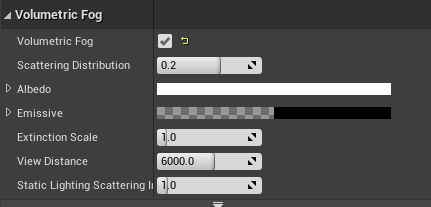 Volumetric Fog
Volumetric Fog
Scattering Distribution 0.2
Albedo
Emissive
Extinction Scale 1.0
View Distance 6000.0
Static Lighting Scattering In 1.0